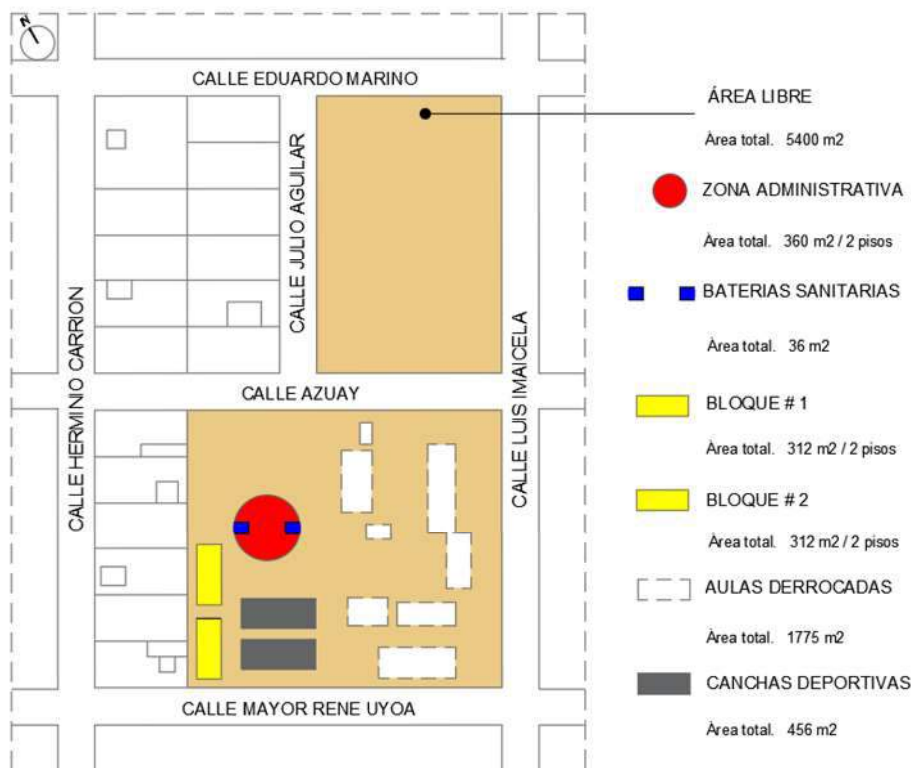 N
CALLE EDUARDO MARINO
CALLE JULIO AGUILAR
CALLE HERMINIO CARRION
CALLE LUIS IMAICELA
CALLE AZUAY
CALLE MAYOR RENE UYOA
ÁREA LIBRE
Àrea total. 5400 m2
ZONA ADMINISTRATIVA
Àrea total. 360 m2 / 2 pisos
BATERIAS SANITARIAS
Àrea total. 36 m2
BLOQUE # 1
Àrea total. 312 m2 / 2 pisos
BLOQUE # 2
Àrea total. 312 m2 / 2 pisos
AULAS DERROCADAS
Àrea total. 1775 m2
CANCHAS DEPORTIVAS
Àrea total. 456 m2